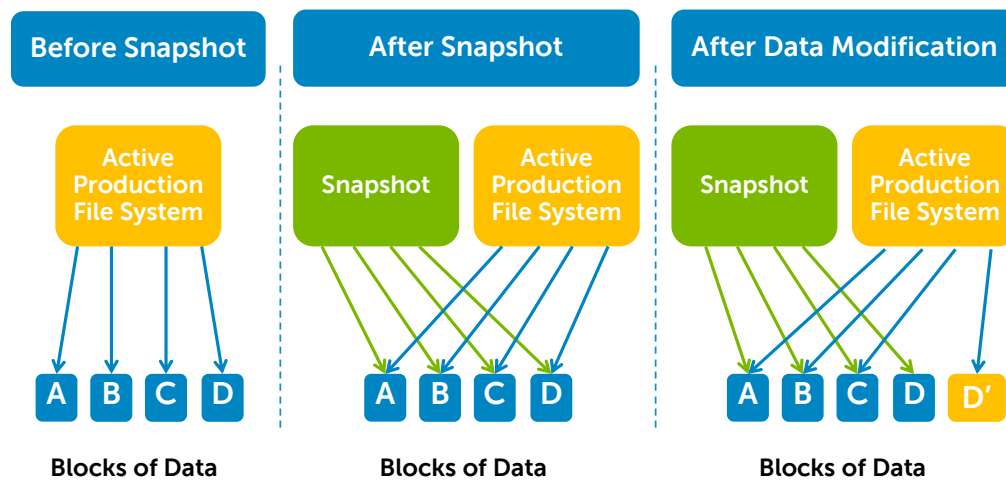 Before Snapshot
After Snapshot
After Data Modification
Active
Production
File System
Snapshot
Active
Production
File System
Snapshot
Active
Production
File System
A B C D
A B C D
A B C D D’
Blocks of Data
Blocks of Data
Blocks of Data